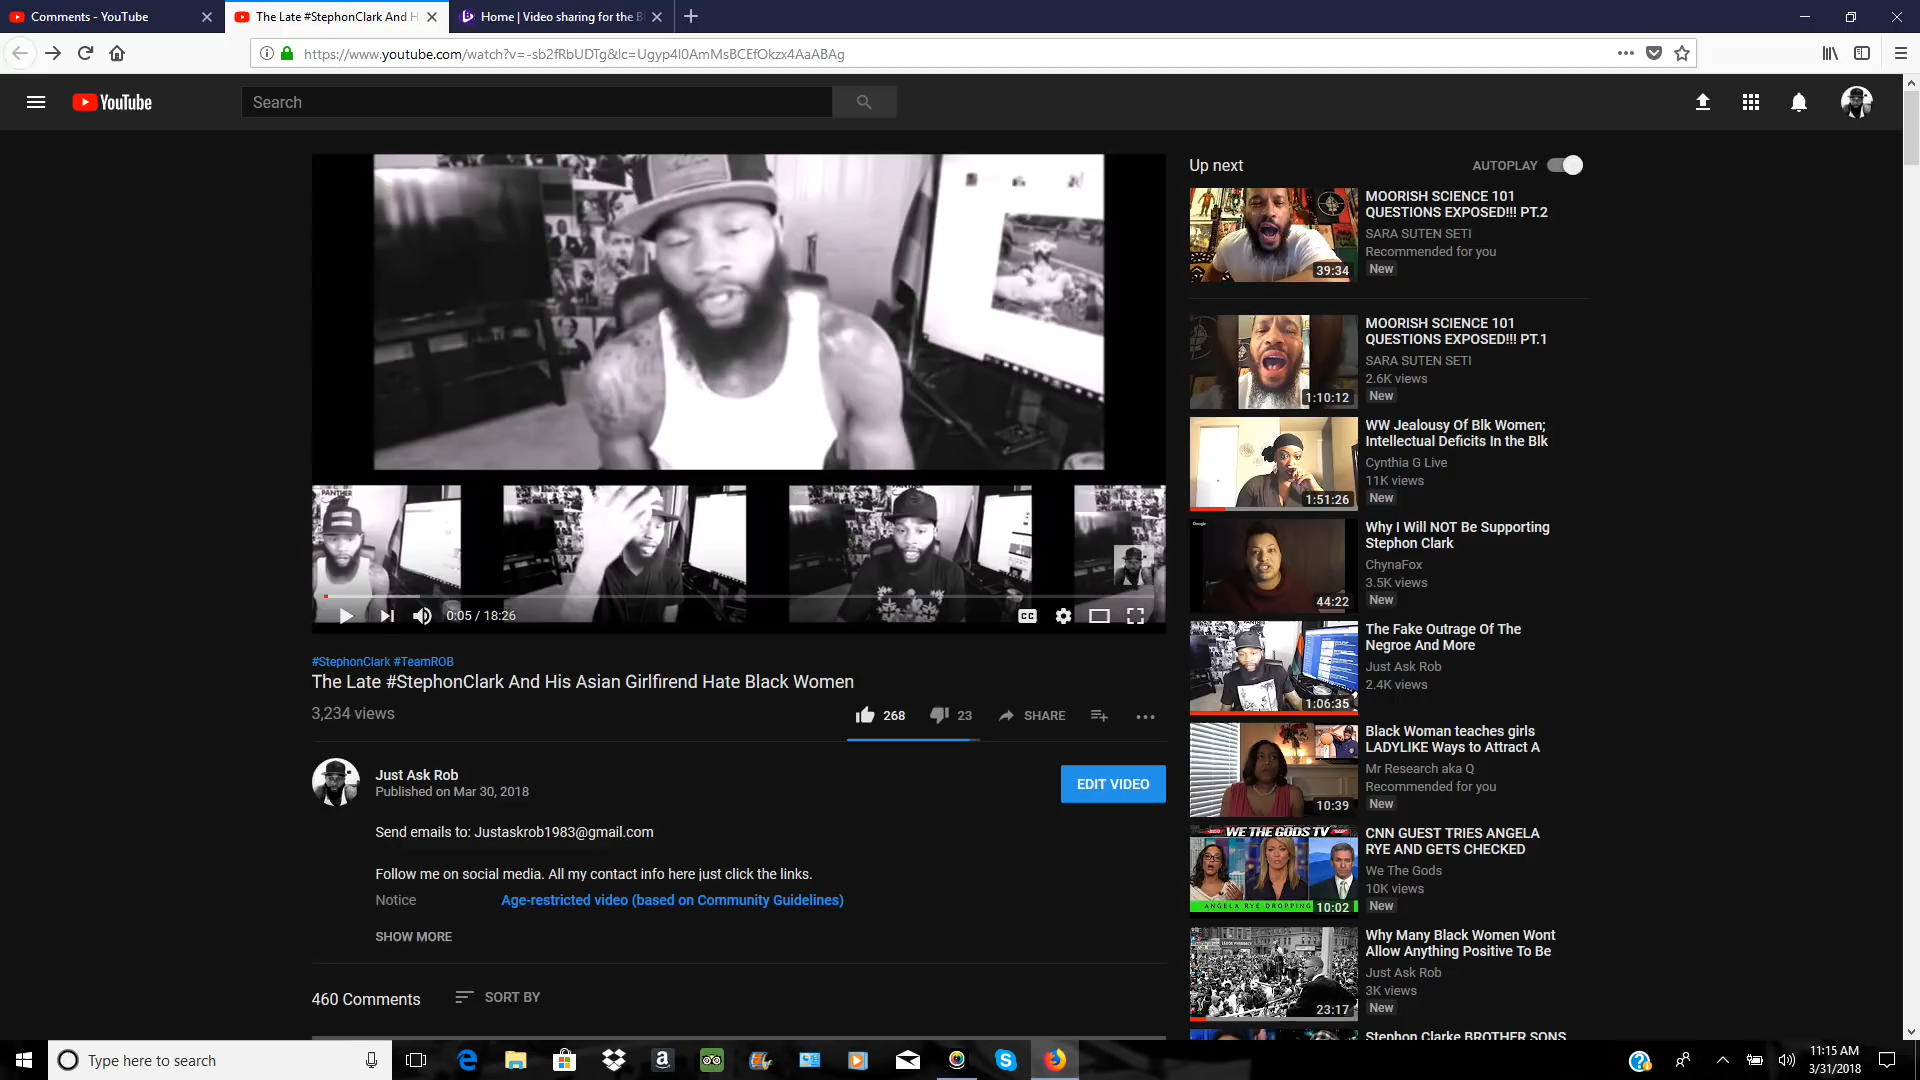 Comments - YouTube
The Late #StephonClark And H
Home | Video sharing for the B
https://www.youtube.com/watch?v=-sb2fRbUDTg&lc=Ugyp4l0AmMsBCEfOkzx4AaABAg
YouTube
Search
PANTHER
CC
0:05 / 18:26
#StephonClark #TeamROB
The Late #StephonClark And His Asian Girlfirend Hate Black Women
3,234 views
268
23
SHARE
Just Ask Rob
Published on Mar 30, 2018
EDIT VIDEO
Send emails to: Justaskrob1983@gmail.com
Follow me on social media. All my contact info here just click the links.
Notice
Age-restricted video (based on Community Guidelines)
SHOW MORE
460 Comments
SORT BY
Up next
AUTOPLAY
MOORISH SCIENCE 101
QUESTIONS EXPOSED!!! PT.2
SARA SUTEN SETI
Recommended for you
New
39:34
MOORISH SCIENCE 101
QUESTIONS EXPOSED!!! PT.1
SARA SUTEN SETI
2.6K views
New
1:10:12
WW Jealousy Of Blk Women;
Intellectual Deficits In the Blk
Cynthia G Live
11K views
New
1:51:26
Why I Will NOT Be Supporting
Stephon Clark
ChynaFox
3.5K views
New
Google
44:22
The Fake Outrage Of The
Negroe And More
Just Ask Rob
2.4K views
1:06:35
Black Woman teaches girls
LADYLIKE Ways to Attract A
Mr Research aka Q
Recommended for you
New
10:39
CNN GUEST TRIES ANGELA
RYE AND GETS CHECKED
We The Gods
10K views
New
WE THE GODS TV
ANGELA RYE DROPPING
10:02
Why Many Black Women Wont
Allow Anything Positive To Be
Just Ask Rob
3K views
New
23:17
Stephon Clarke BROTHER SONS
Type here to search
11:15 AM
3/31/2018